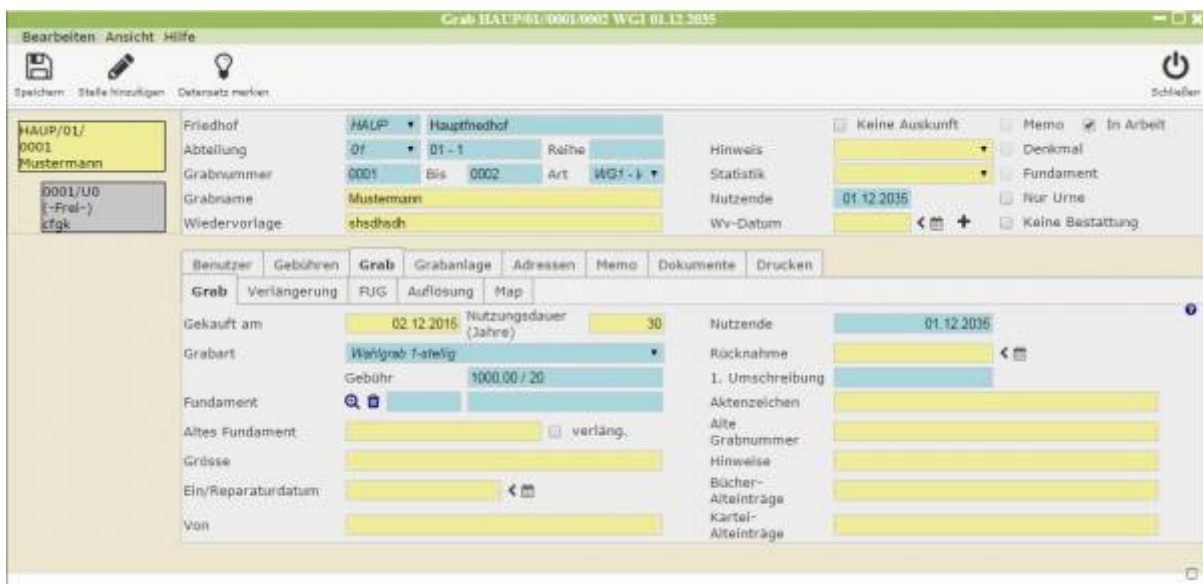 Grab HAUP/01//0001/0002 WG1 01.12.2035
Bearbeiten Ansicht Hilfe
Speichern Stelle hinzufügen Datensatz merken Schließen
HAUP/01/
0001
Mustermann
0001/U0
(-Frei-)
cfgk
Friedhof HAUP Hauptfriedhof Keine Auskunft Memo In Arbeit
Abteilung 01 01 - 1 Reihe Hinweis Denkmal
Grabnummer 0001 Bis 0002 Art WG1 - Statistik Fundament
Grabname Mustermann Nutzende 01.12.2035 Nur Urne
Wiedervorlage shsdhsdh Wv-Datum Keine Bestattung
Benutzer Gebühren Grab Grabanlage Adressen Memo Dokumente Drucken
Grab Verlängerung FUG Auflösung Map
Gekauft am 02.12.2015 Nutzungsdauer (Jahre) 30 Nutzende 01.12.2035
Grabart Wahlgrab 1-stellig Rücknahme
Gebühr 1000.00 / 20 1. Umschreibung
Fundament Aktenzeichen
Altes Fundament verläng. Alte Grabnummer
Grösse Hinweise
Ein/Reparaturdatum Bücher-Alteinträge
Von Kartei-Alteinträge